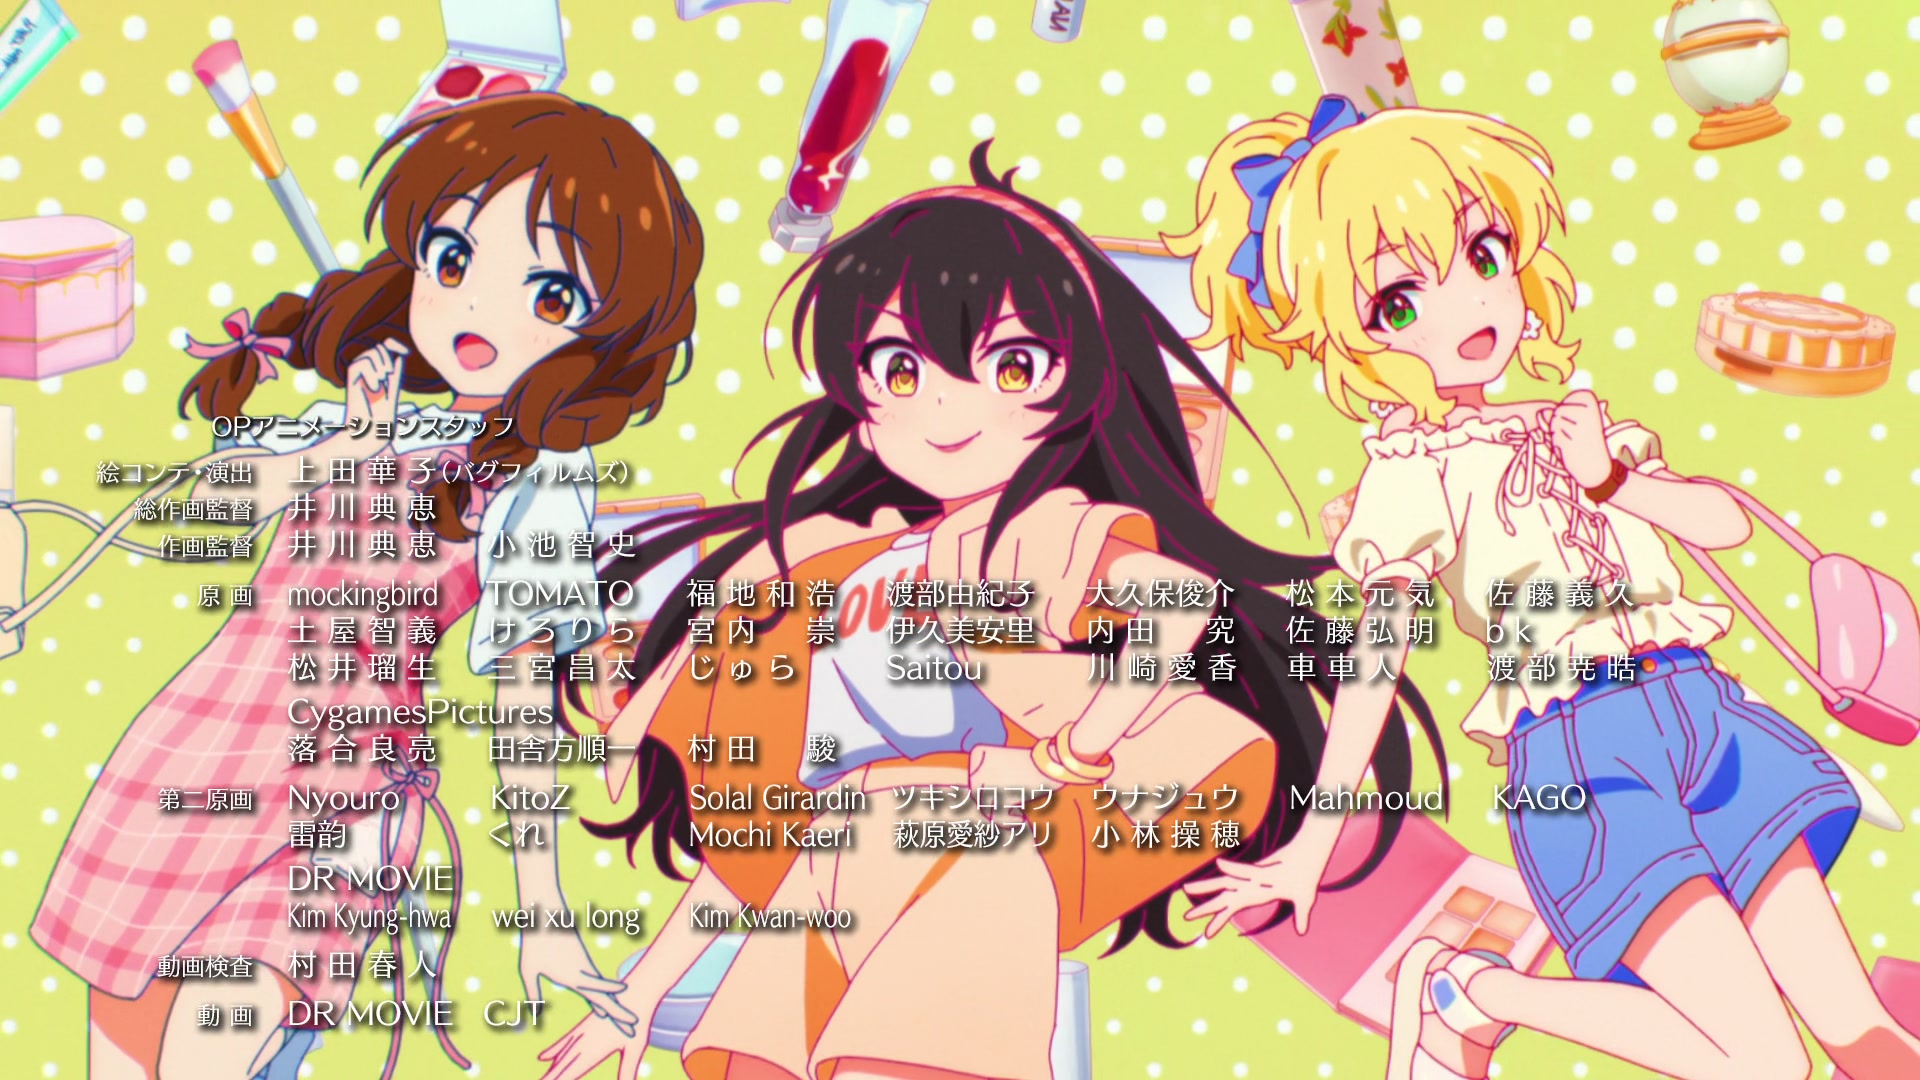 OPアニメーションスタッフ
絵コンテ・演出 上田華子(バグフィルムズ)
総作画監督 井川典恵
作画監督 井川典恵 小池智史
原画 mockingbird TOMATO 福地和浩 渡部由紀子 大久保俊介 松本元気 佐藤義久
土屋智義 けろりら 宮内崇 伊久美安里 内田究 佐藤弘明 bk
松井瑠生 三宮昌太 じゅら Saitou 川崎愛香 車車人 渡部尭晧
CygamesPictures
落合良亮 田舎方順一 村田駿
第二原画 Nyouro KitoZ Solal Girardin ツキシロコウ ウナジュウ Mahmoud KAGO
雷韵 くれ Mochi Kaeri 萩原愛紗アリ 小林操穂
DR MOVIE
Kim Kyung-hwa wei xu long Kim Kwan-woo
動画検査 村田春人
動画 DR MOVIE CJT